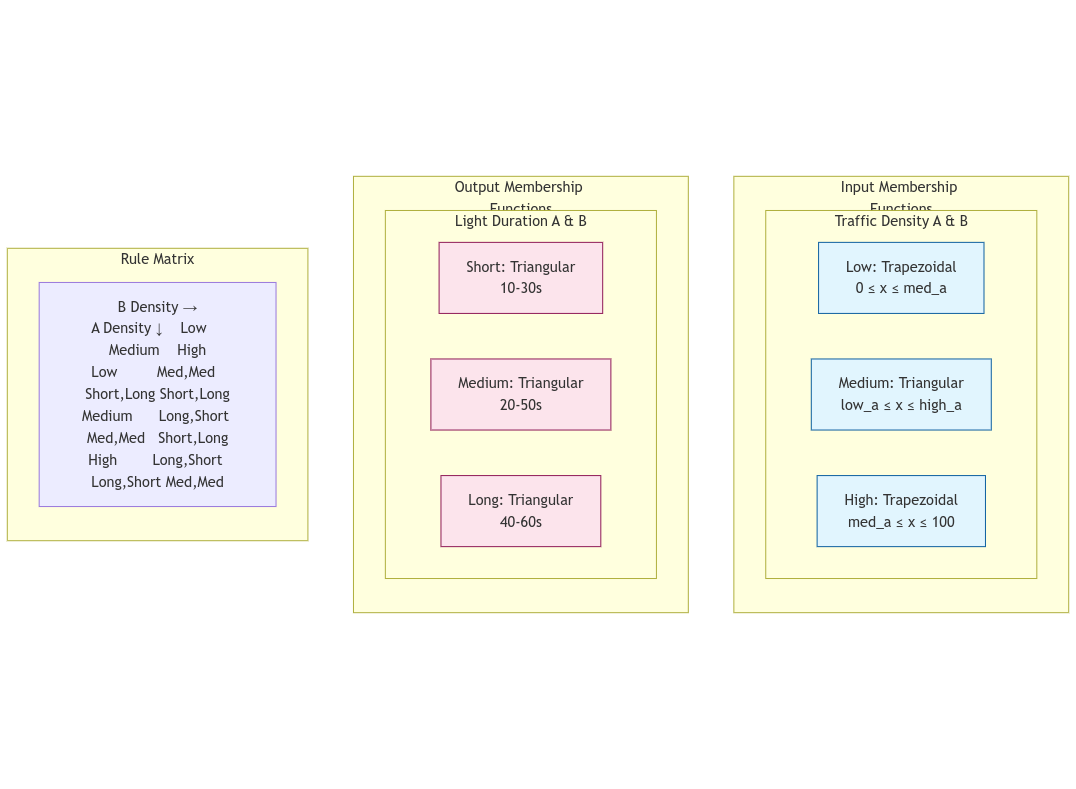 Rule Matrix
B Density →
A Density ↓ Low
Medium High
Low Med,Med
Short,Long Short,Long
Medium Long,Short
Med,Med Short,Long
High Long,Short
Long,Short Med,Med
Output Membership
Functions
Light Duration A & B
Short: Triangular
10-30s
Medium: Triangular
20-50s
Long: Triangular
40-60s
Input Membership
Functions
Traffic Density A & B
Low: Trapezoidal
0 ≤ x ≤ med_a
Medium: Triangular
low_a ≤ x ≤ high_a
High: Trapezoidal
med_a ≤ x ≤ 100